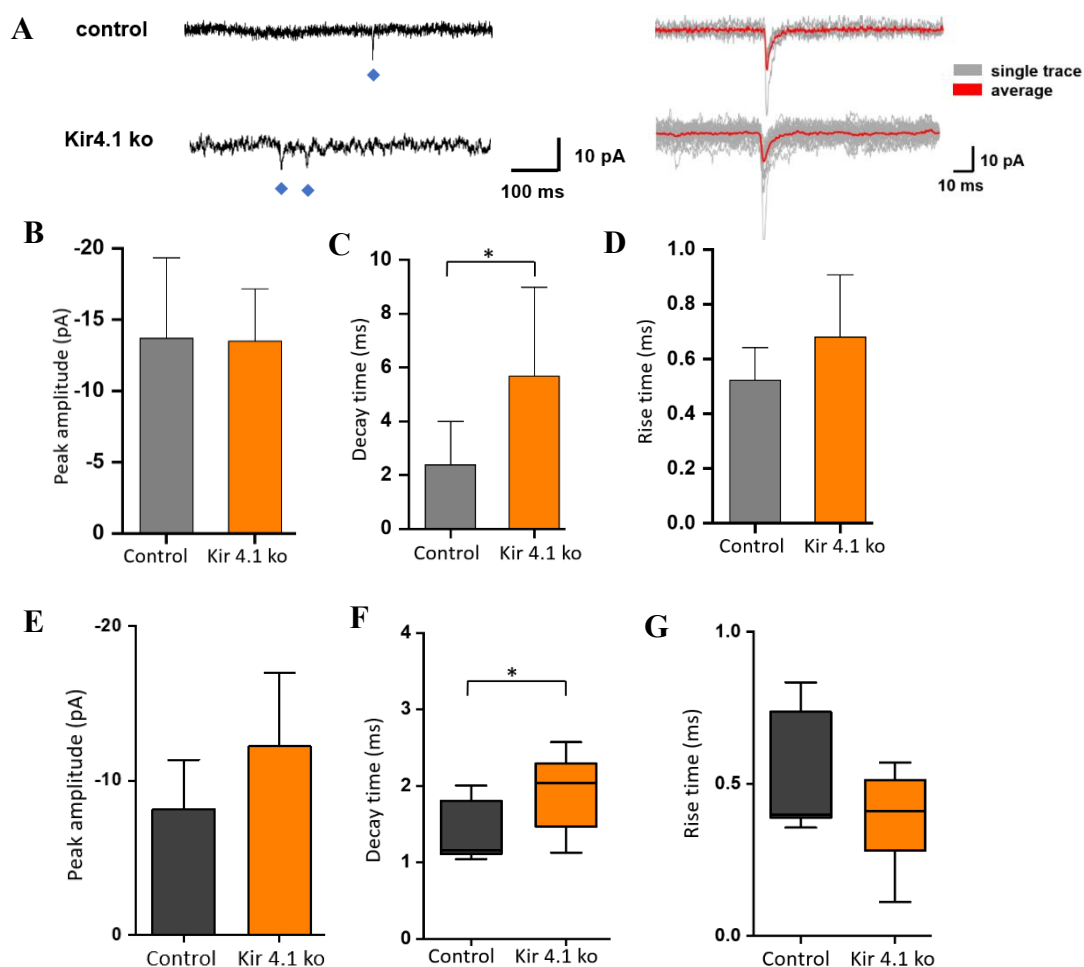 A
control
Kir4.1 ko
10 pA
100 ms
single trace
average
10 pA
10 ms
B
Peak amplitude (pA)
-20
-15
-10
-5
0
Control
Kir 4.1 ko
C
Decay time (ms)
10
8
6
4
2
0
*
Control
Kir 4.1 ko
D
Rise time (ms)
1.0
0.8
0.6
0.4
0.2
0.0
Control
Kir 4.1 ko
E
Peak amplitude (pA)
-20
-10
0
Control
Kir 4.1 ko
F
Decay time (ms)
4
3
2
1
0
*
Control
Kir 4.1 ko
G
Rise time (ms)
1.0
0.5
0.0
Control
Kir 4.1 ko